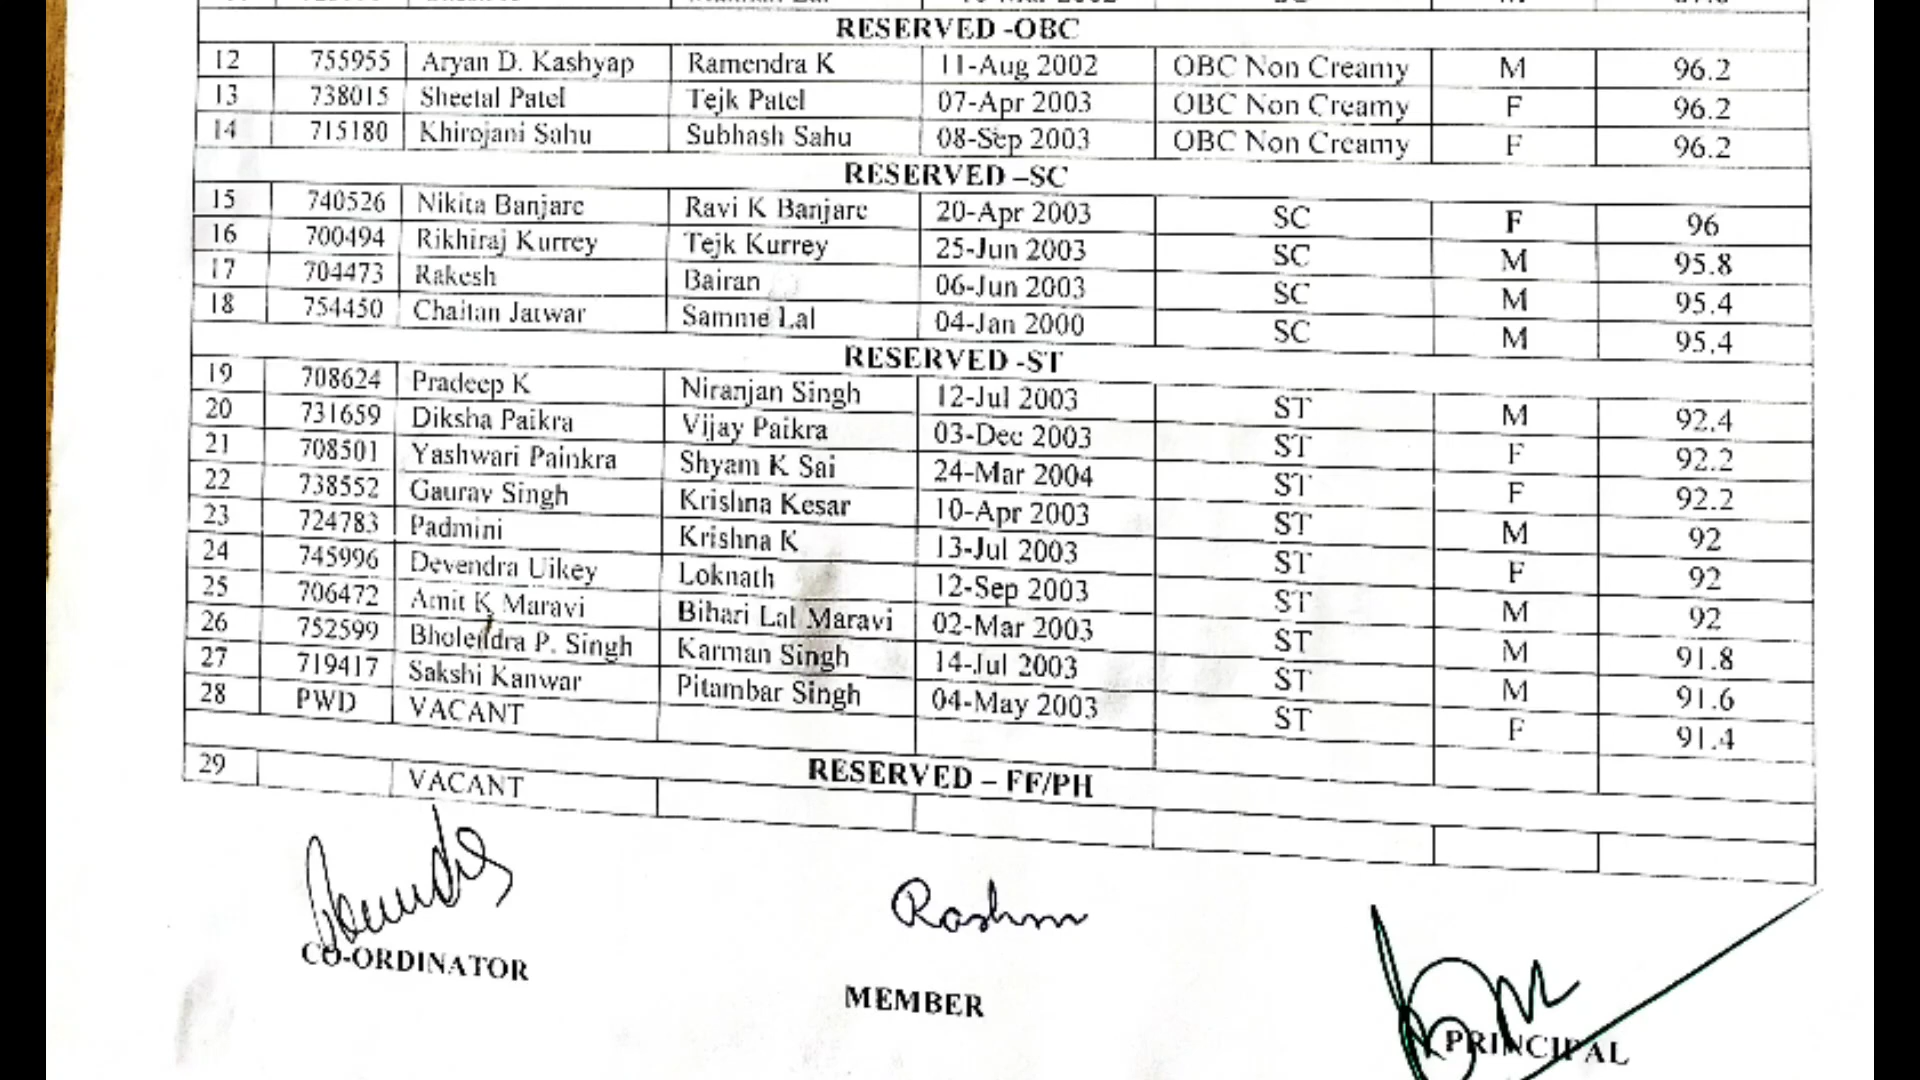 RESERVED -OBC
12 755955 Aryan D. Kashyap Ramendra K 11-Aug 2002 OBC Non Creamy M 96.2
13 738015 Sheetal Patel Tejk Patel 07-Apr 2003 OBC Non Creamy F 96.2
14 715180 Khirojani Sahu Subhash Sahu 08-Sep 2003 OBC Non Creamy F 96.2
RESERVED –SC
15 740526 Nikita Banjare Ravi K Banjare 20-Apr 2003 SC F 96
16 700494 Rikhiraj Kurrey Tejk Kurrey 25-Jun 2003 SC M 95.8
17 704473 Rakesh Bairan 06-Jun 2003 SC M 95.4
18 754450 Chaitan Jatwar Samme Lal 04-Jan 2000 SC M 95.4
RESERVED -ST
19 708624 Pradeep K Niranjan Singh 12-Jul 2003 ST M 92.4
20 731659 Diksha Paikra Vijay Paikra 03-Dec 2003 ST F 92.2
21 708501 Yashwari Painkra Shyam K Sai 24-Mar 2004 ST F 92.2
22 738552 Gaurav Singh Krishna Kesar 10-Apr 2003 ST M 92
23 724783 Padmini Krishna K 13-Jul 2003 ST F 92
24 745996 Devendra Uikey Loknath 12-Sep 2003 ST M 92
25 706472 Amit K Maravi Bihari Lal Maravi 02-Mar 2003 ST M 91.8
26 752599 Bholendra P. Singh Karman Singh 14-Jul 2003 ST M 91.6
27 719417 Sakshi Kanwar Pitambar Singh 04-May 2003 ST F 91.4
28 PWD VACANT
RESERVED – FF/PH
29 VACANT
CO-ORDINATOR
MEMBER
PRINCIPAL